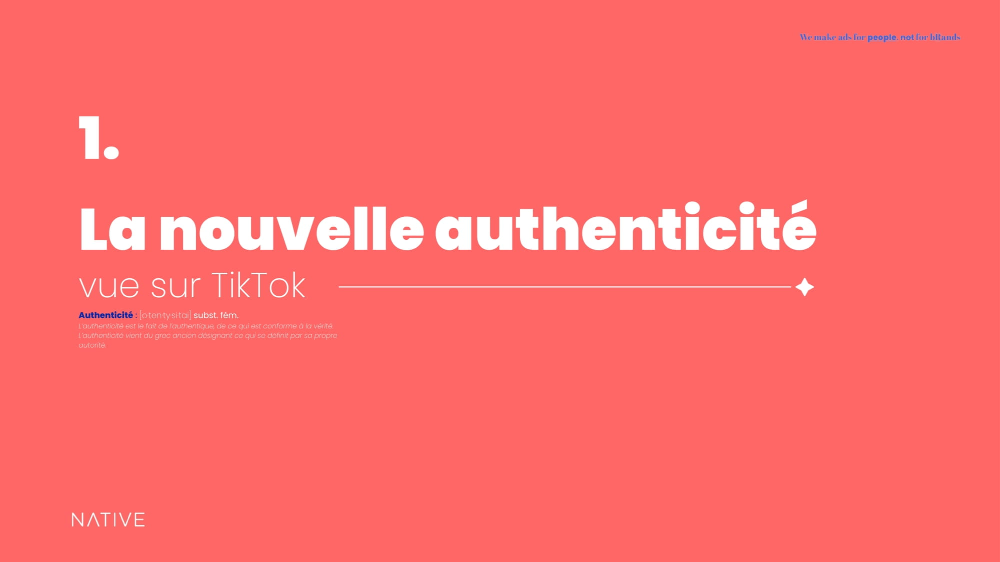 We make ads for people. not for bRands
1.
La nouvelle authenticité
vue sur TikTok
Authenticité : [o·ten·ty·si·tai] subst. fém.
L'authenticité est le fait de l'authentique, de ce qui est conforme à la vérité.
L'authenticité vient du grec ancien désignant ce qui se définit par sa propre
autorité.
NATIVE